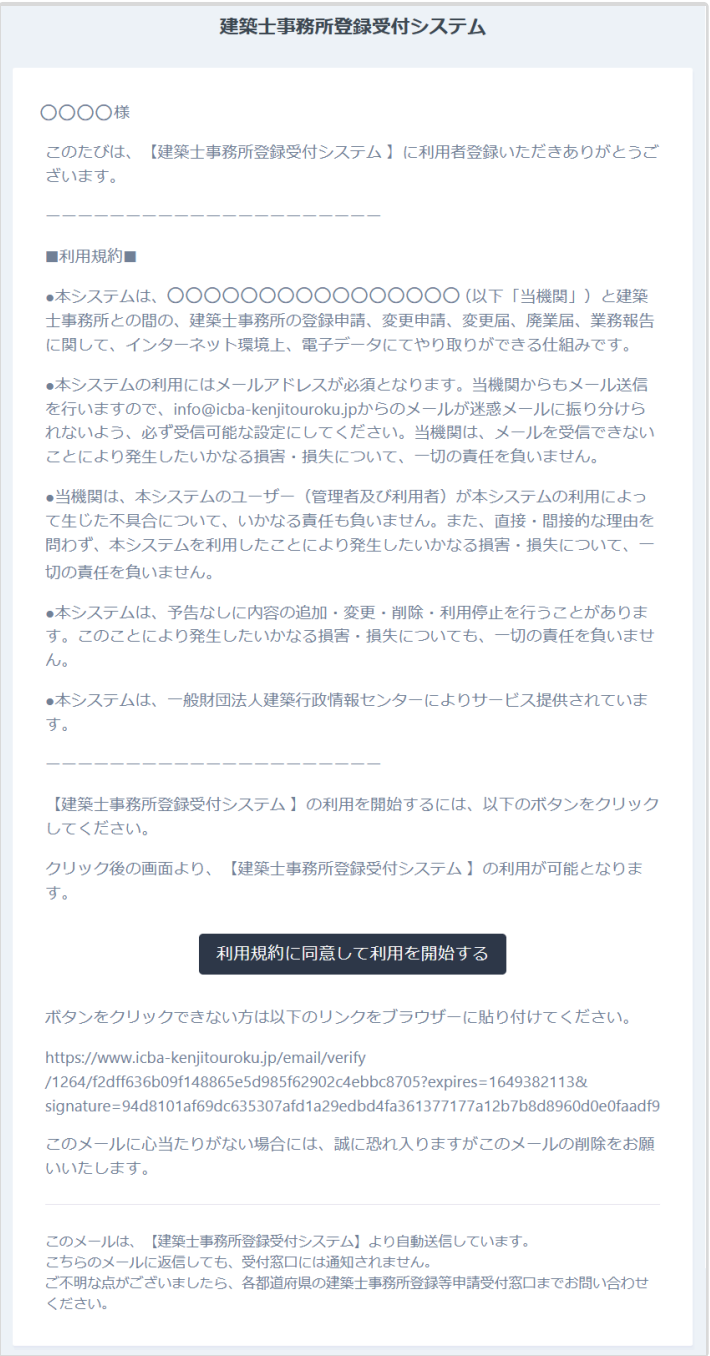 建築士事務所登録受付システム
〇〇〇〇様
このたびは、【建築士事務所登録受付システム 】に利用者登録いただきありがとうご
ざいます。
ーーーーーーーーーーーーーーーーーーーーー
■利用規約■
●本システムは、〇〇〇〇〇〇〇〇〇〇〇〇〇〇〇〇（以下「当機関」）と建築
士事務所との間の、建築士事務所の登録申請、変更申請、変更届、廃業届、業務報告
に関して、インターネット環境上、電子データにてやり取りができる仕組みです。
●本システムの利用にはメールアドレスが必須となります。当機関からもメール送信
を行いますので、info@icba-kenjitouroku.jpからのメールが迷惑メールに振り分けら
れないよう、必ず受信可能な設定にしてください。当機関は、メールを受信できない
ことにより発生したいかなる損害・損失について、一切の責任を負いません。
●当機関は、本システムのユーザー（管理者及び利用者）が本システムの利用によっ
て生じた不具合について、いかなる責任も負いません。また、直接・間接的な理由を
問わず、本システムを利用したことにより発生したいかなる損害・損失について、一
切の責任を負いません。
●本システムは、予告なしに内容の追加・変更・削除・利用停止を行うことがありま
す。このことにより発生したいかなる損害・損失についても、一切の責任を負いませ
ん。
●本システムは、一般財団法人建築行政情報センターによりサービス提供されていま
す。
ーーーーーーーーーーーーーーーーーーーーー
【建築士事務所登録受付システム 】の利用を開始するには、以下のボタンをクリック
してください。
クリック後の画面より、【建築士事務所登録受付システム 】の利用が可能となりま
す。
利用規約に同意して利用を開始する
ボタンをクリックできない方は以下のリンクをブラウザーに貼り付けてください。
https://www.icba-kenjitouroku.jp/email/verify
/1264/f2dff636b09f148865e5d985f62902c4ebbc8705?expires=1649382113&
signature=94d8101af69dc635307afd1a29edbd4fa361377177a12b7b8d8960d0e0faadf9
このメールに心当たりがない場合には、誠に恐れ入りますがこのメールの削除をお願
いいたします。
このメールは、【建築士事務所登録受付システム】より自動送信しています。
こちらのメールに返信しても、受付窓口には通知されません。
ご不明な点がございましたら、各都道府県の建築士事務所登録等申請受付窓口までお問い合わせ
ください。